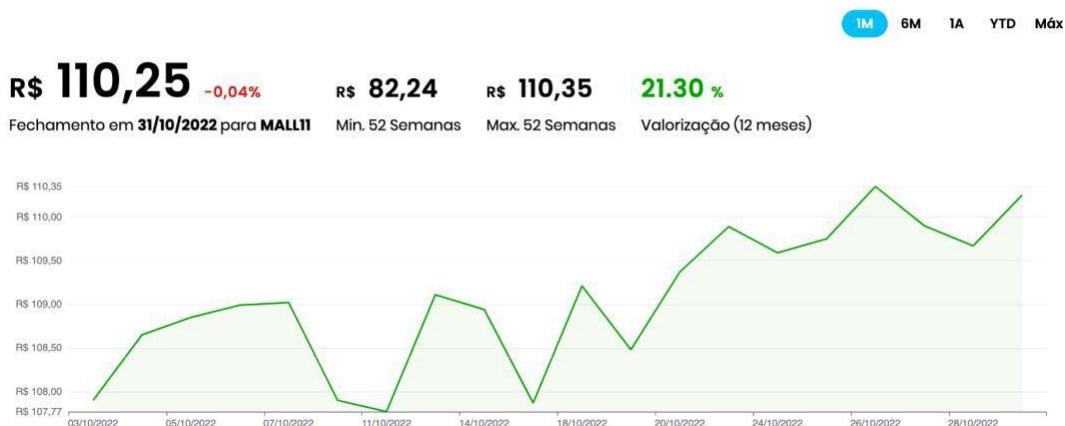 1M 6M 1A YTD Máx
R$ 110,25 -0,04% R$ 82,24 R$ 110,35 21.30 %
Fechamento em 31/10/2022 para MALL11 Min. 52 Semanas Max. 52 Semanas Valorização (12 meses)
R$ 110,35
R$ 110,00
R$ 109,50
R$ 109,00
R$ 108,50
R$ 108,00
R$ 107,77
03/10/2022 05/10/2022 07/10/2022 11/10/2022 14/10/2022 18/10/2022 20/10/2022 24/10/2022 26/10/2022 28/10/2022